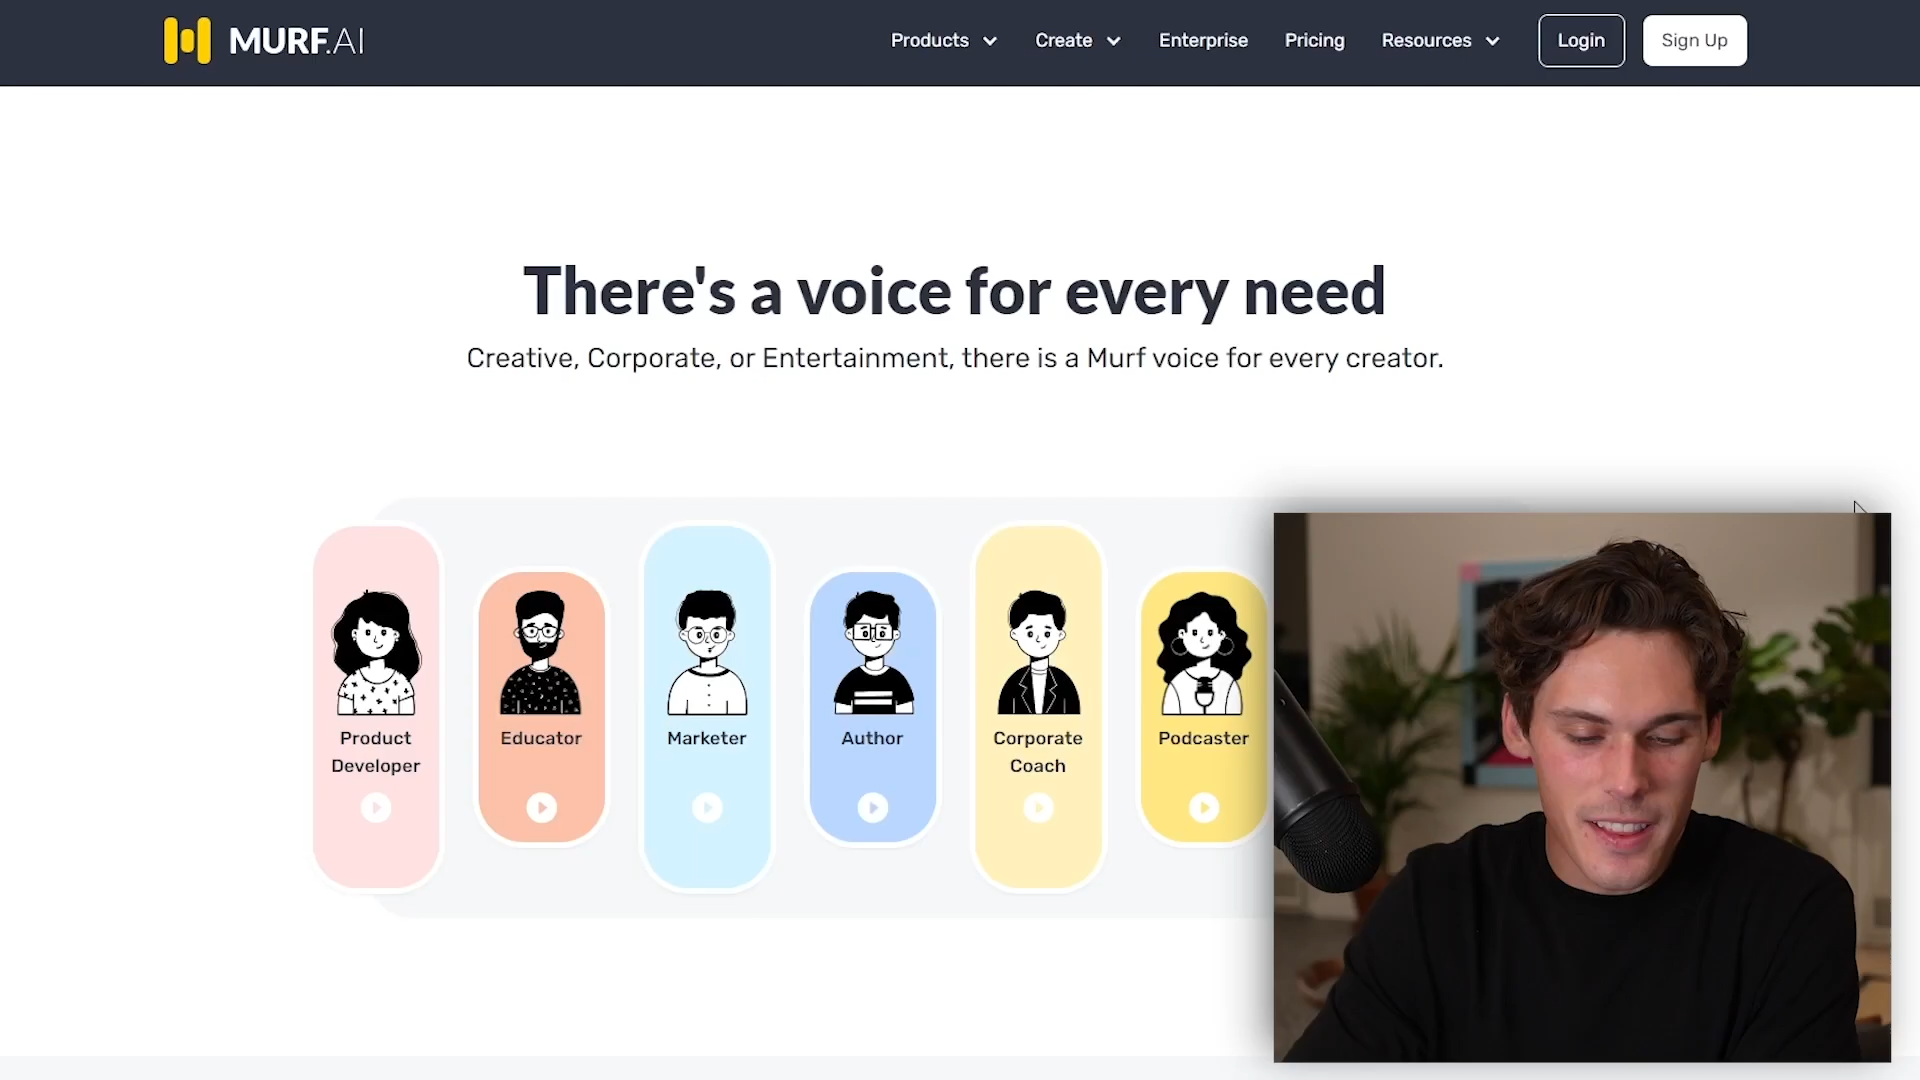 MURF.AI
Products
Create
Enterprise
Pricing
Resources
Login
Sign Up
There's a voice for every need
Creative, Corporate, or Entertainment, there is a Murf voice for every creator.
Product
Developer
Educator
Marketer
Author
Corporate
Coach
Podcaster